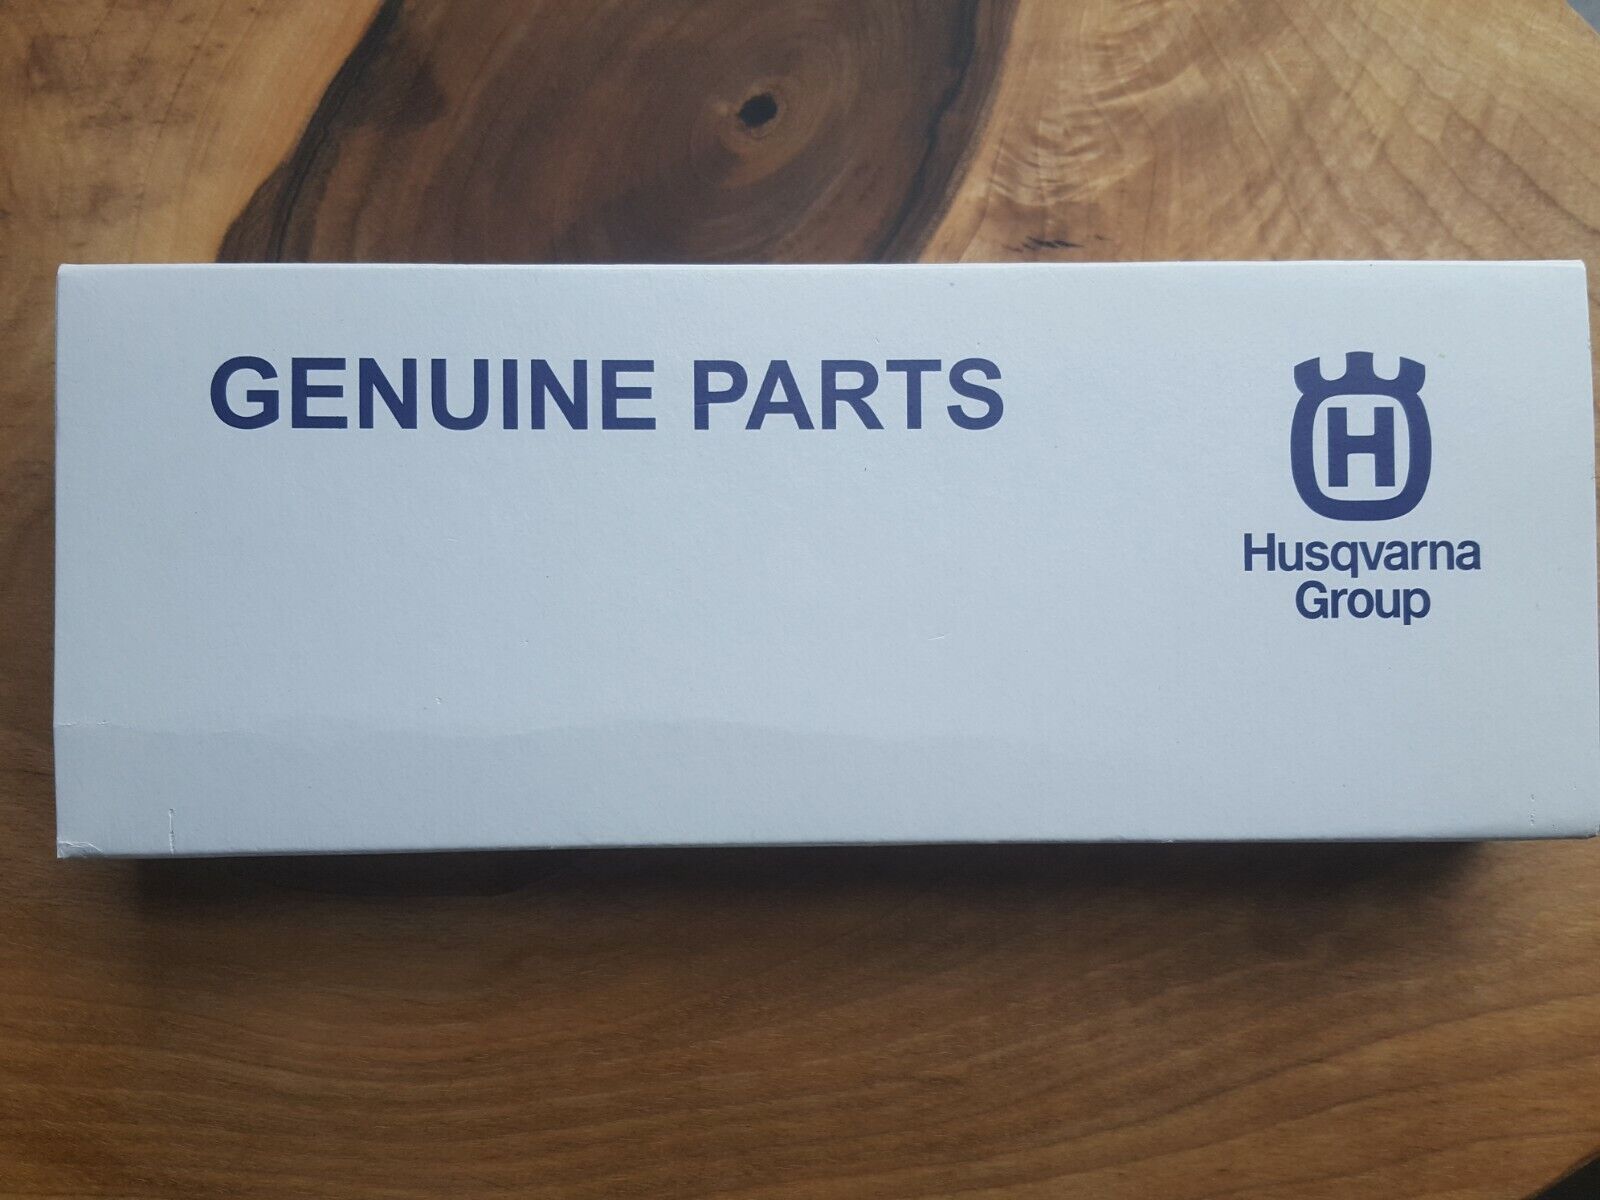 GENUINE PARTS
H
Husqvarna
Group